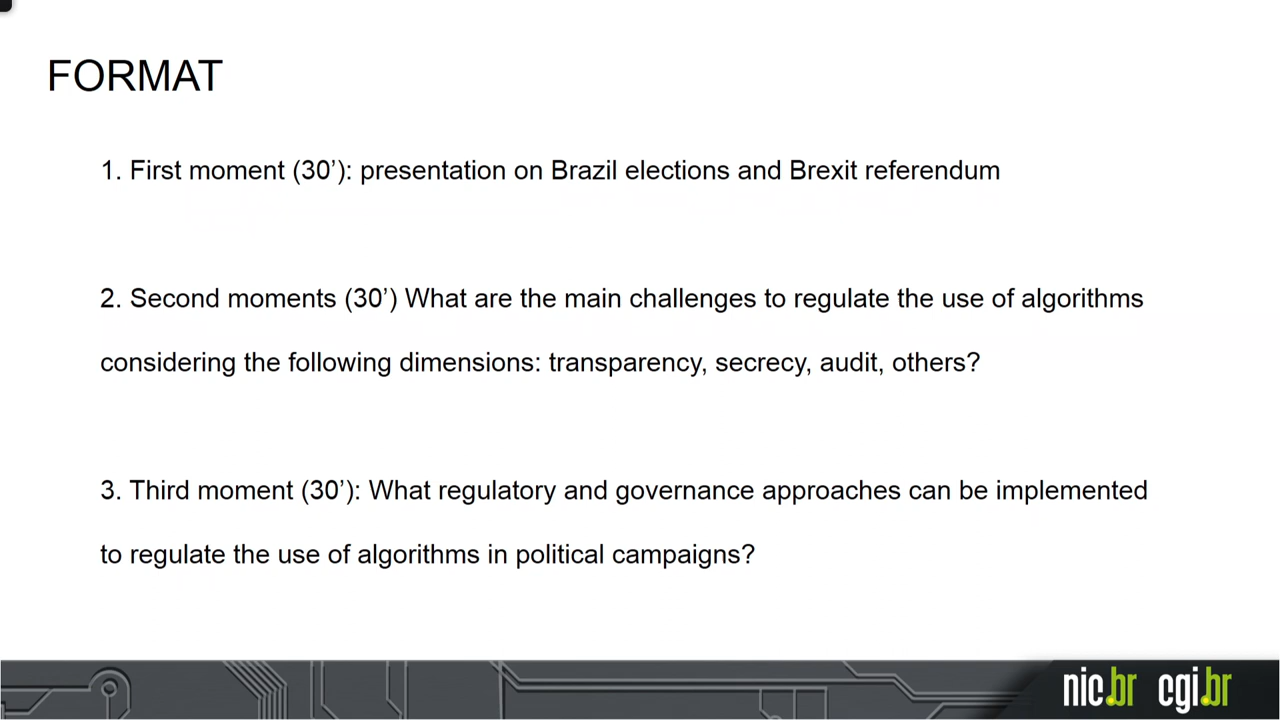 FORMAT
1. First moment (30’): presentation on Brazil elections and Brexit referendum
2. Second moments (30’) What are the main challenges to regulate the use of algorithms
considering the following dimensions: transparency, secrecy, audit, others?
3. Third moment (30’): What regulatory and governance approaches can be implemented
to regulate the use of algorithms in political campaigns?
nic.br cgi.br